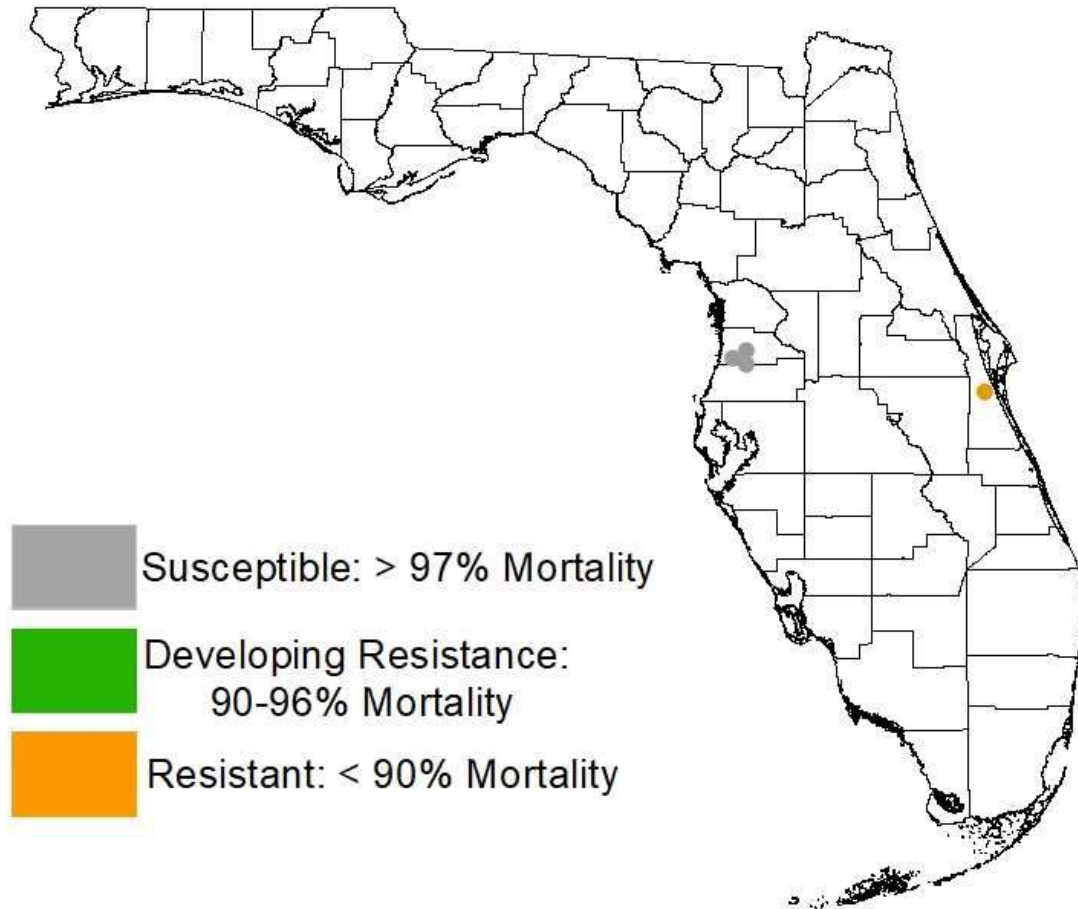 Susceptible: > 97% Mortality
Developing Resistance:
90-96% Mortality
Resistant: < 90% Mortality